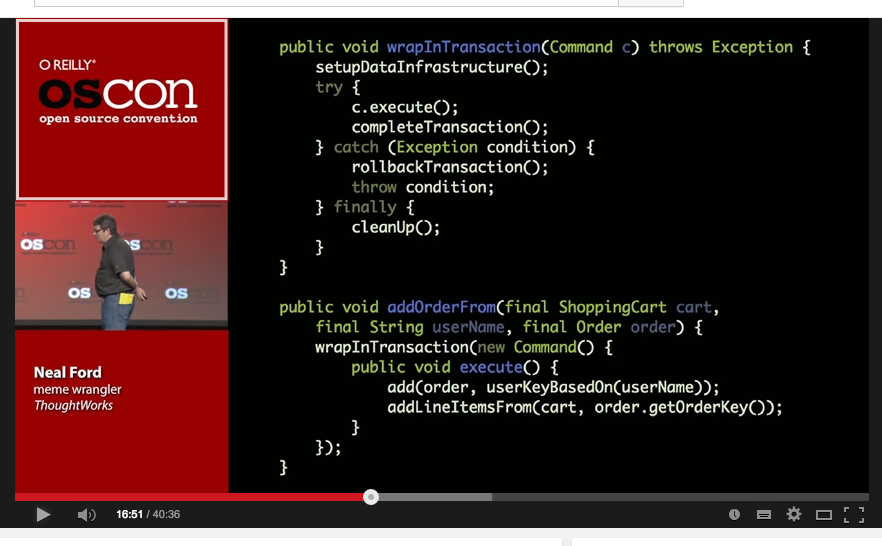 O REILLY®
oscon
open source convention
oscon
oscon
os
os
Neal Ford
meme wrangler
ThoughtWorks
public void wrapInTransaction(Command c) throws Exception {
    setupDataInfrastructure();
    try {
        c.execute();
        completeTransaction();
    } catch (Exception condition) {
        rollbackTransaction();
        throw condition;
    } finally {
        cleanUp();
    }
}
public void addOrderFrom(final ShoppingCart cart,
    final String userName, final Order order) {
    wrapInTransaction(new Command() {
        public void execute() {
            add(order, userKeyBasedOn(userName));
            addLineItemsFrom(cart, order.getOrderKey());
        }
    });
}
16:51 / 40:36